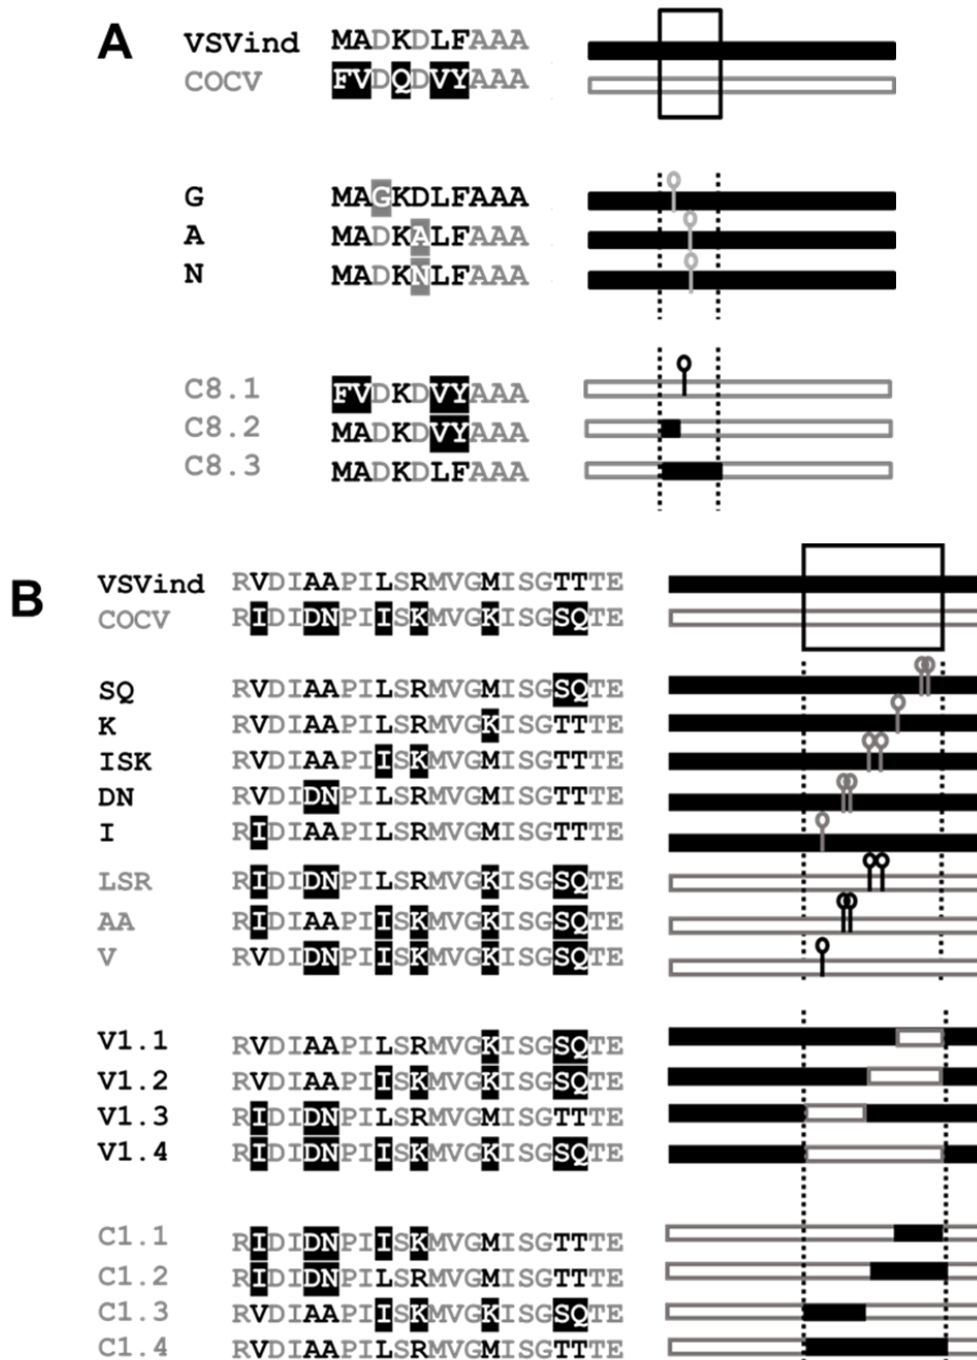 A
VSVind MADKDLFAAA
COCV FVDQDVYAAA
G MAGKDLFAAA
A MADKALFAAA
N MADKNLFAAA
C8.1 FVDKDVYAAA
C8.2 MADKDVYAAA
C8.3 MADKDLFAAA
B
VSVind RVDIAAPILSRMVGMISGTTTE
COCV RIDIDNPIISKMVGKISGSQTE
SQ RVDIAAPILSRMVGMISGSQTE
K RVDIAAPILSRMVGKISGTTTE
ISK RVDIAAPIISKMVGMISGTTTE
DN RVDIDNPILSRMVGMISGTTTE
I RIDIAAPILSRMVGMISGTTTE
LSR RIDIDNPILSRMVGKISGSQTE
AA RIDIAAPIISKMVGKISGSQTE
V RVDIDNPIISKMVGKISGSQTE
V1.1 RVDIAAPILSRMVGKISGSQTE
V1.2 RVDIAAPIISKMVGKISGSQTE
V1.3 RIDIDNPILSRMVGMISGTTTE
V1.4 RIDIDNPIISKMVGKISGSQTE
C1.1 RIDIDNPIISKMVGMISGTTTE
C1.2 RIDIDNPILSRMVGMISGTTTE
C1.3 RVDIAAPIISKMVGKISGSQTE
C1.4 RVDIAAPILSRMVGMISGTTTE